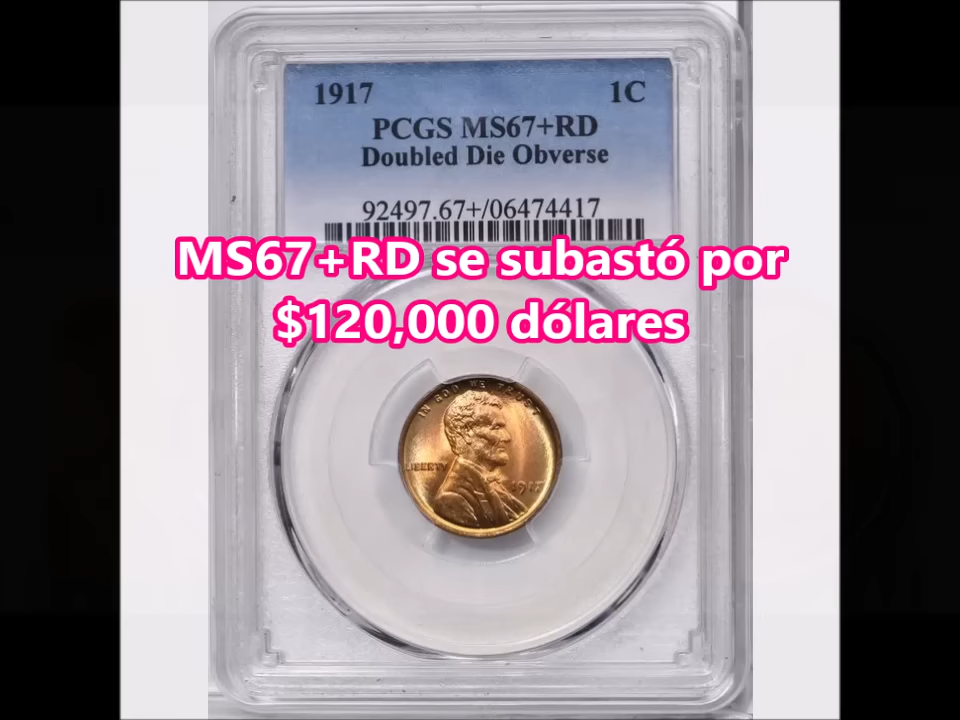 1917 1C
PCGS MS67+RD
Doubled Die Obverse
92497.67+/06474417
MS67+RD se subastó por
$120,000 dólares
IN GOD WE TRUST
LIBERTY
1917